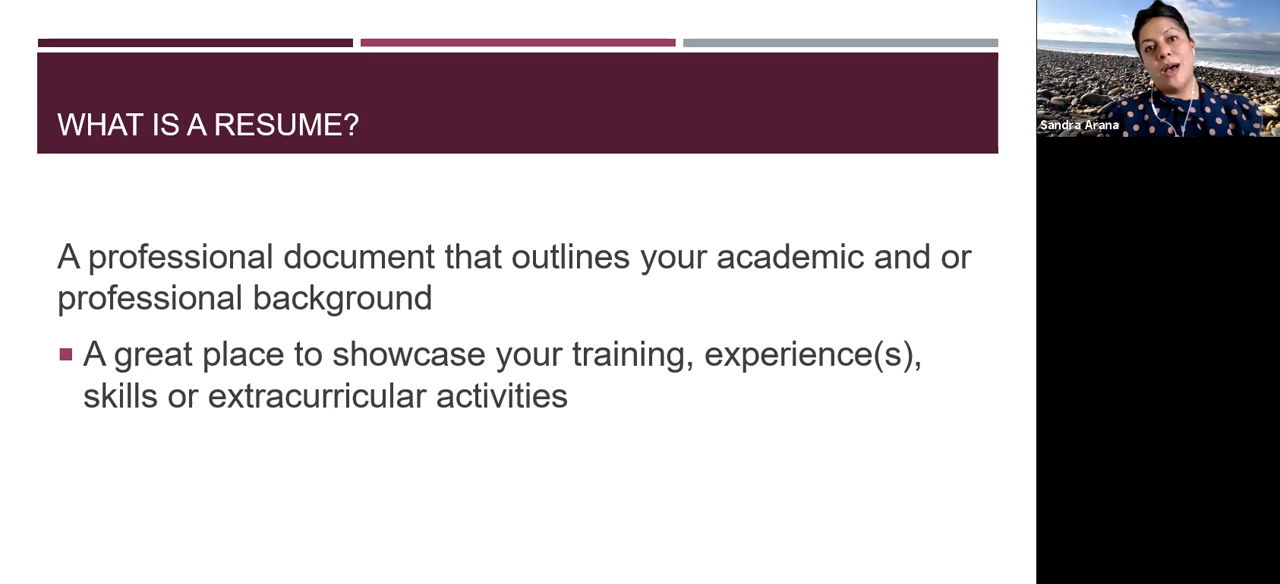 WHAT IS A RESUME?
Sandra Arana
A professional document that outlines your academic and or
professional background
A great place to showcase your training, experience(s),
skills or extracurricular activities